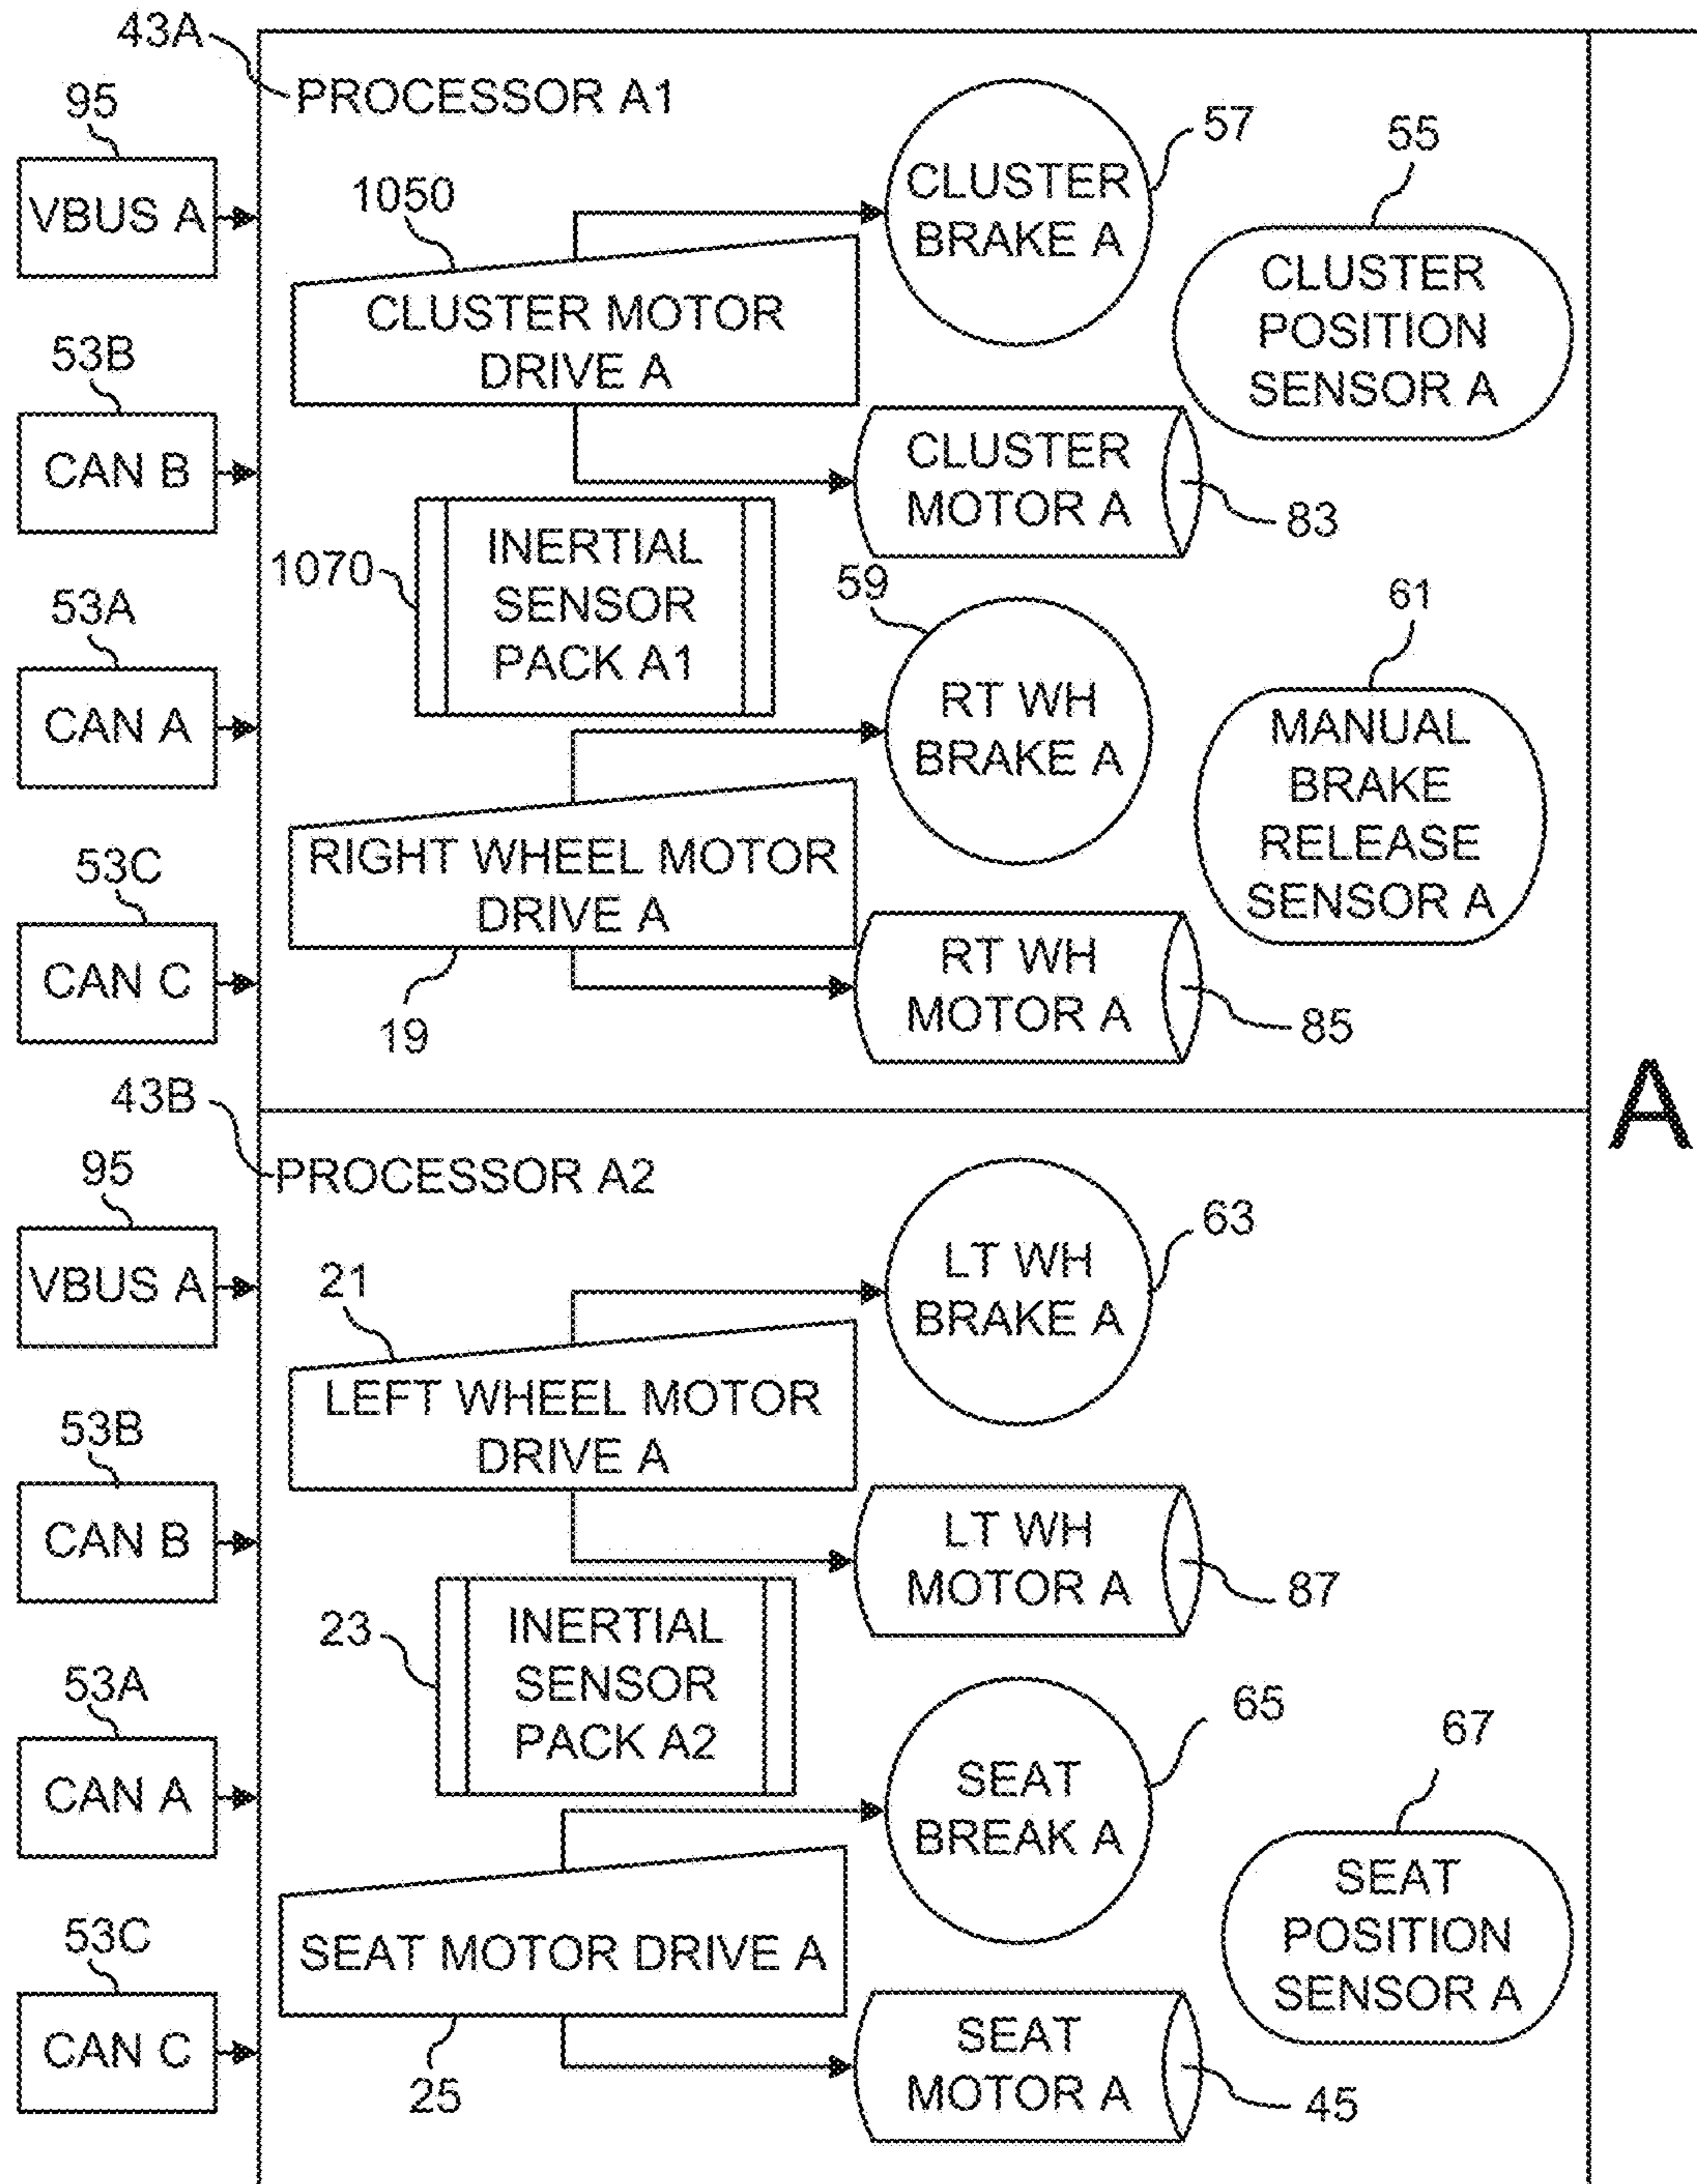 43A
PROCESSOR A1
95
VBUS A
1050
CLUSTER MOTOR
DRIVE A
CLUSTER
BRAKE A
57
55
CLUSTER
POSITION
SENSOR A
53B
CAN B
CLUSTER
MOTOR A
83
1070
INERTIAL
SENSOR
PACK A1
53A
CAN A
59
RT WH
BRAKE A
61
MANUAL
BRAKE
RELEASE
SENSOR A
RIGHT WHEEL MOTOR
DRIVE A
19
53C
CAN C
RT WH
MOTOR A
85
A
43B
PROCESSOR A2
95
VBUS A
21
LEFT WHEEL MOTOR
DRIVE A
LT WH
BRAKE A
63
53B
CAN B
LT WH
MOTOR A
87
23
INERTIAL
SENSOR
PACK A2
53A
CAN A
SEAT
BREAK A
65
67
SEAT
POSITION
SENSOR A
SEAT MOTOR DRIVE A
25
53C
CAN C
SEAT
MOTOR A
45